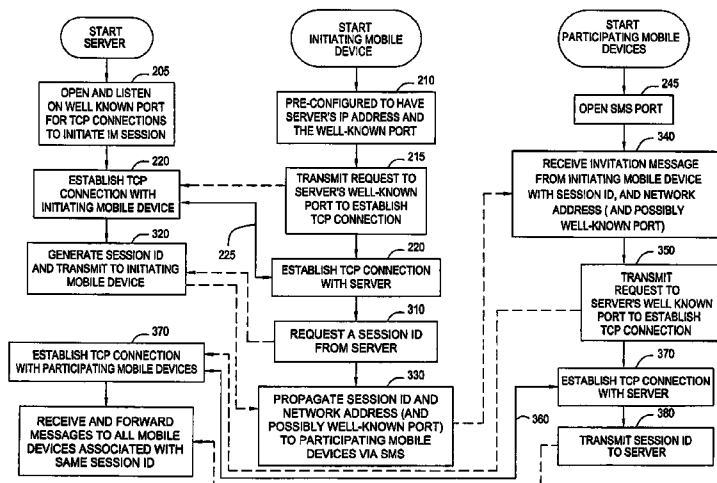 START
SERVER
205
OPEN AND LISTEN
ON WELL KNOWN PORT
FOR TCP CONNECTIONS
TO INITIATE IM SESSION
220
ESTABLISH TCP
CONNECTION WITH
INITIATING MOBILE DEVICE
320
GENERATE SESSION ID
AND TRANSMIT TO INITIATING
MOBILE DEVICE
225
370
ESTABLISH TCP CONNECTION
WITH PARTICIPATING MOBILE DEVICES
RECEIVE AND FORWARD
MESSAGES TO ALL MOBILE
DEVICES ASSOCIATED WITH
SAME SESSION ID
START
INITIATING MOBILE
DEVICE
210
PRE-CONFIGURED TO HAVE
SERVER'S IP ADDRESS AND
THE WELL-KNOWN PORT
215
TRANSMIT REQUEST TO
SERVER'S WELL-KNOWN
PORT TO ESTABLISH TCP
CONNECTION
220
ESTABLISH TCP
CONNECTION WITH SERVER
310
REQUEST A SESSION ID
FROM SERVER
330
PROPAGATE SESSION ID AND
NETWORK ADDRESS (AND
POSSIBLY WELL-KNOWN PORT)
TO PARTICIPATING MOBILE
DEVICES VIA SMS
START
PARTICIPATING MOBILE
DEVICES
245
OPEN SMS PORT
340
RECEIVE INVITATION MESSAGE
FROM INITIATING MOBILE DEVICE
WITH SESSION ID, AND NETWORK
ADDRESS ( AND POSSIBLY
WELL-KNOWN PORT)
350
TRANSMIT
REQUEST TO
SERVER'S WELL KNOWN
PORT TO ESTABLISH
TCP CONNECTION
370
ESTABLISH TCP CONNECTION
WITH SERVER
360
380
TRANSMIT SESSION ID
TO SERVER